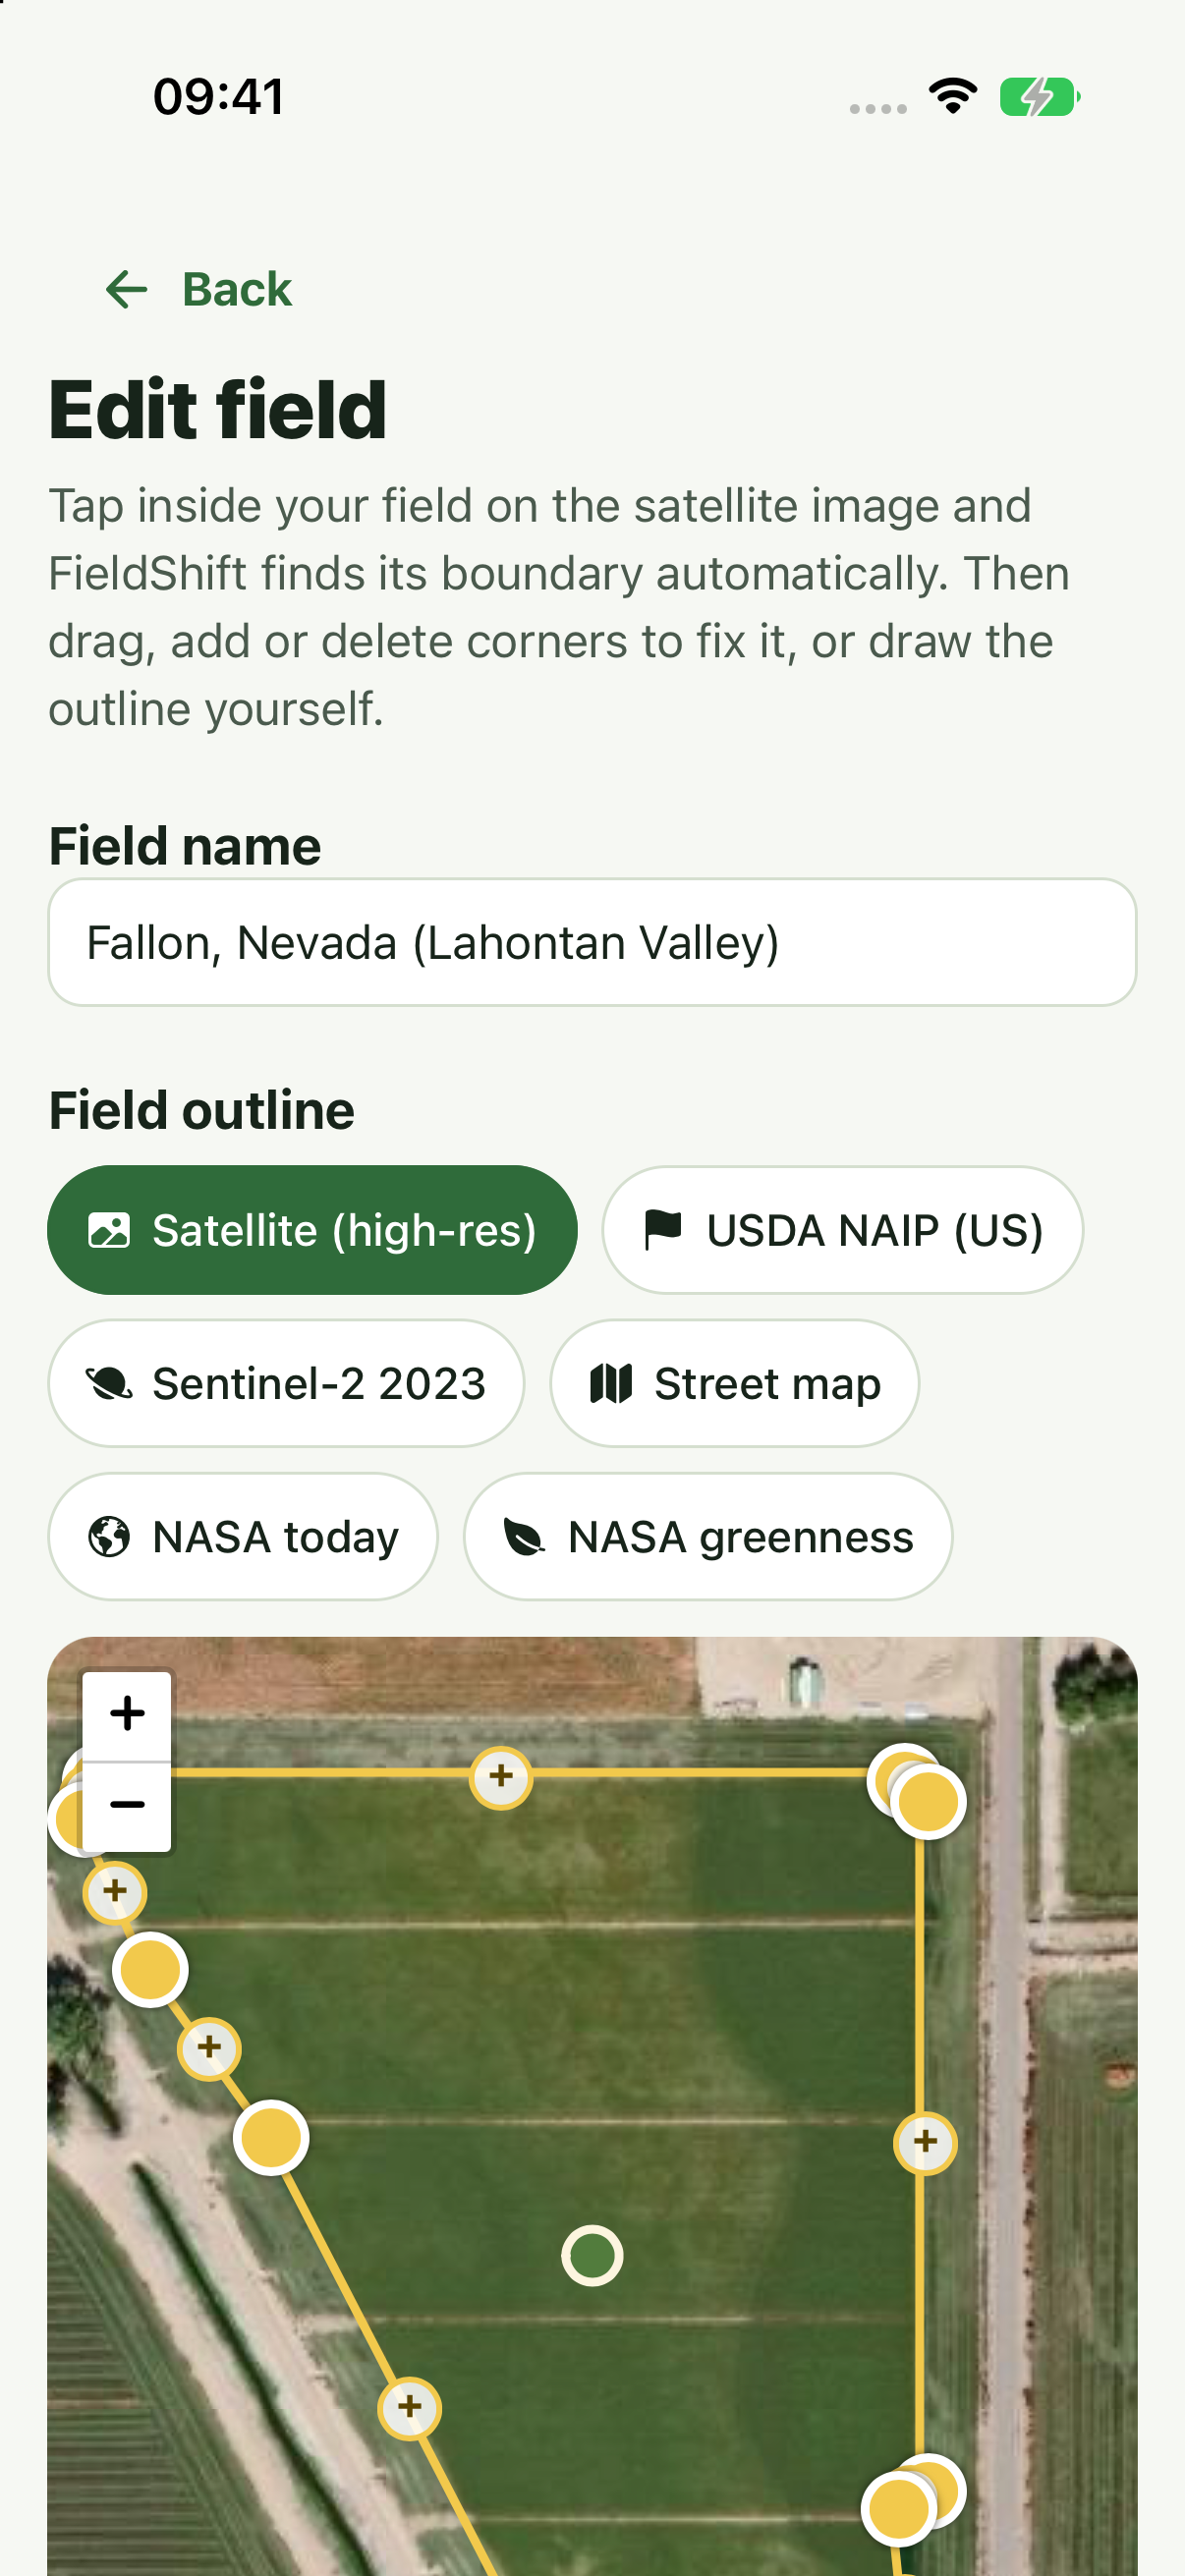 09:41
Back
Edit field
Tap inside your field on the satellite image and
FieldShift finds its boundary automatically. Then
drag, add or delete corners to fix it, or draw the
outline yourself.
Field name
Fallon, Nevada (Lahontan Valley)
Field outline
Satellite (high-res)
USDA NAIP (US)
Sentinel-2 2023
Street map
NASA today
NASA greenness
+
−